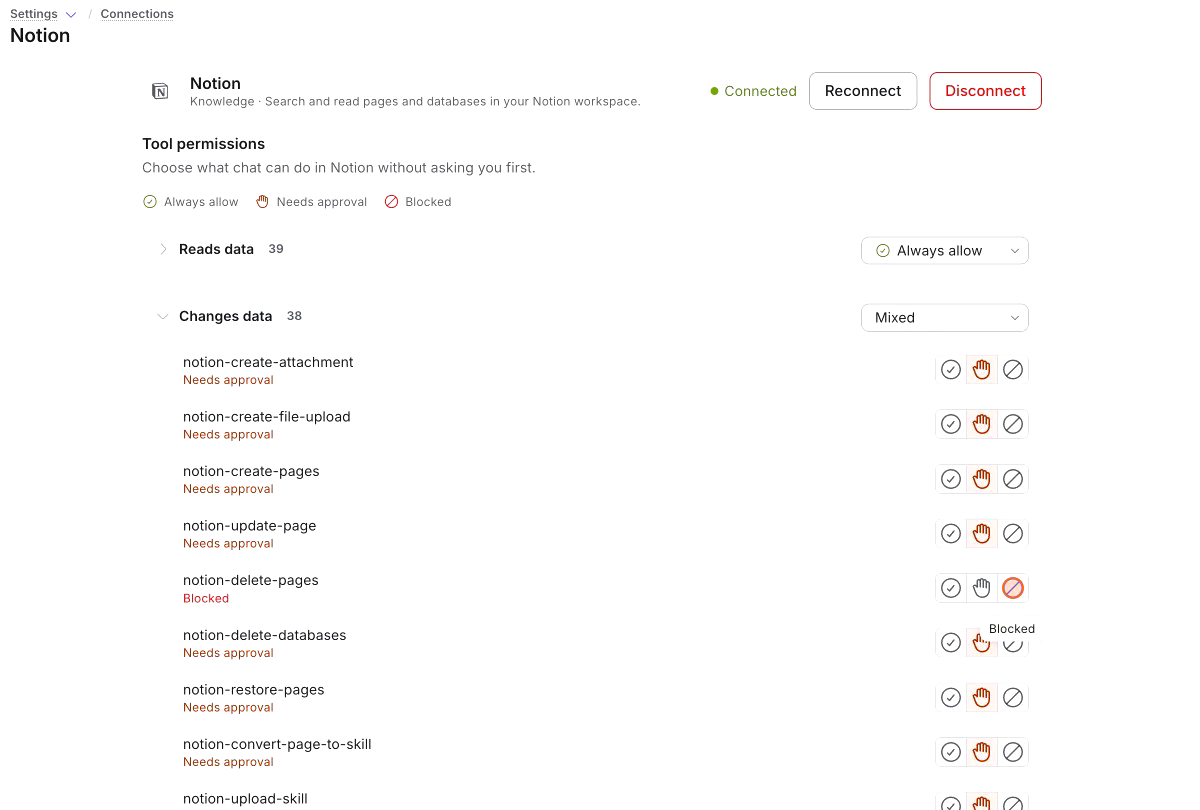 Settings / Connections
Notion
Notion
Knowledge · Search and read pages and databases in your Notion workspace.
Connected
Reconnect
Disconnect
Tool permissions
Choose what chat can do in Notion without asking you first.
Always allow
Needs approval
Blocked
Reads data 39
Always allow
Changes data 38
Mixed
notion-create-attachment
Needs approval
notion-create-file-upload
Needs approval
notion-create-pages
Needs approval
notion-update-page
Needs approval
notion-delete-pages
Blocked
Blocked
notion-delete-databases
Needs approval
notion-restore-pages
Needs approval
notion-convert-page-to-skill
Needs approval
notion-upload-skill